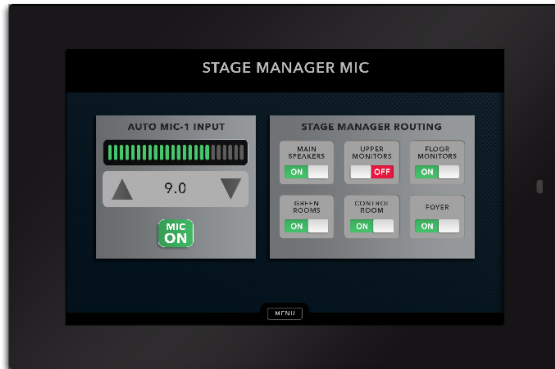 STAGE MANAGER MIC
AUTO MIC-1 INPUT
9.0
MIC
ON
STAGE MANAGER ROUTING
MAIN
SPEAKERS
ON
UPPER
MONITORS
OFF
FLOOR
MONITORS
ON
GREEN
ROOMS
ON
CONTROL
ROOM
ON
FOYER
ON
MENU